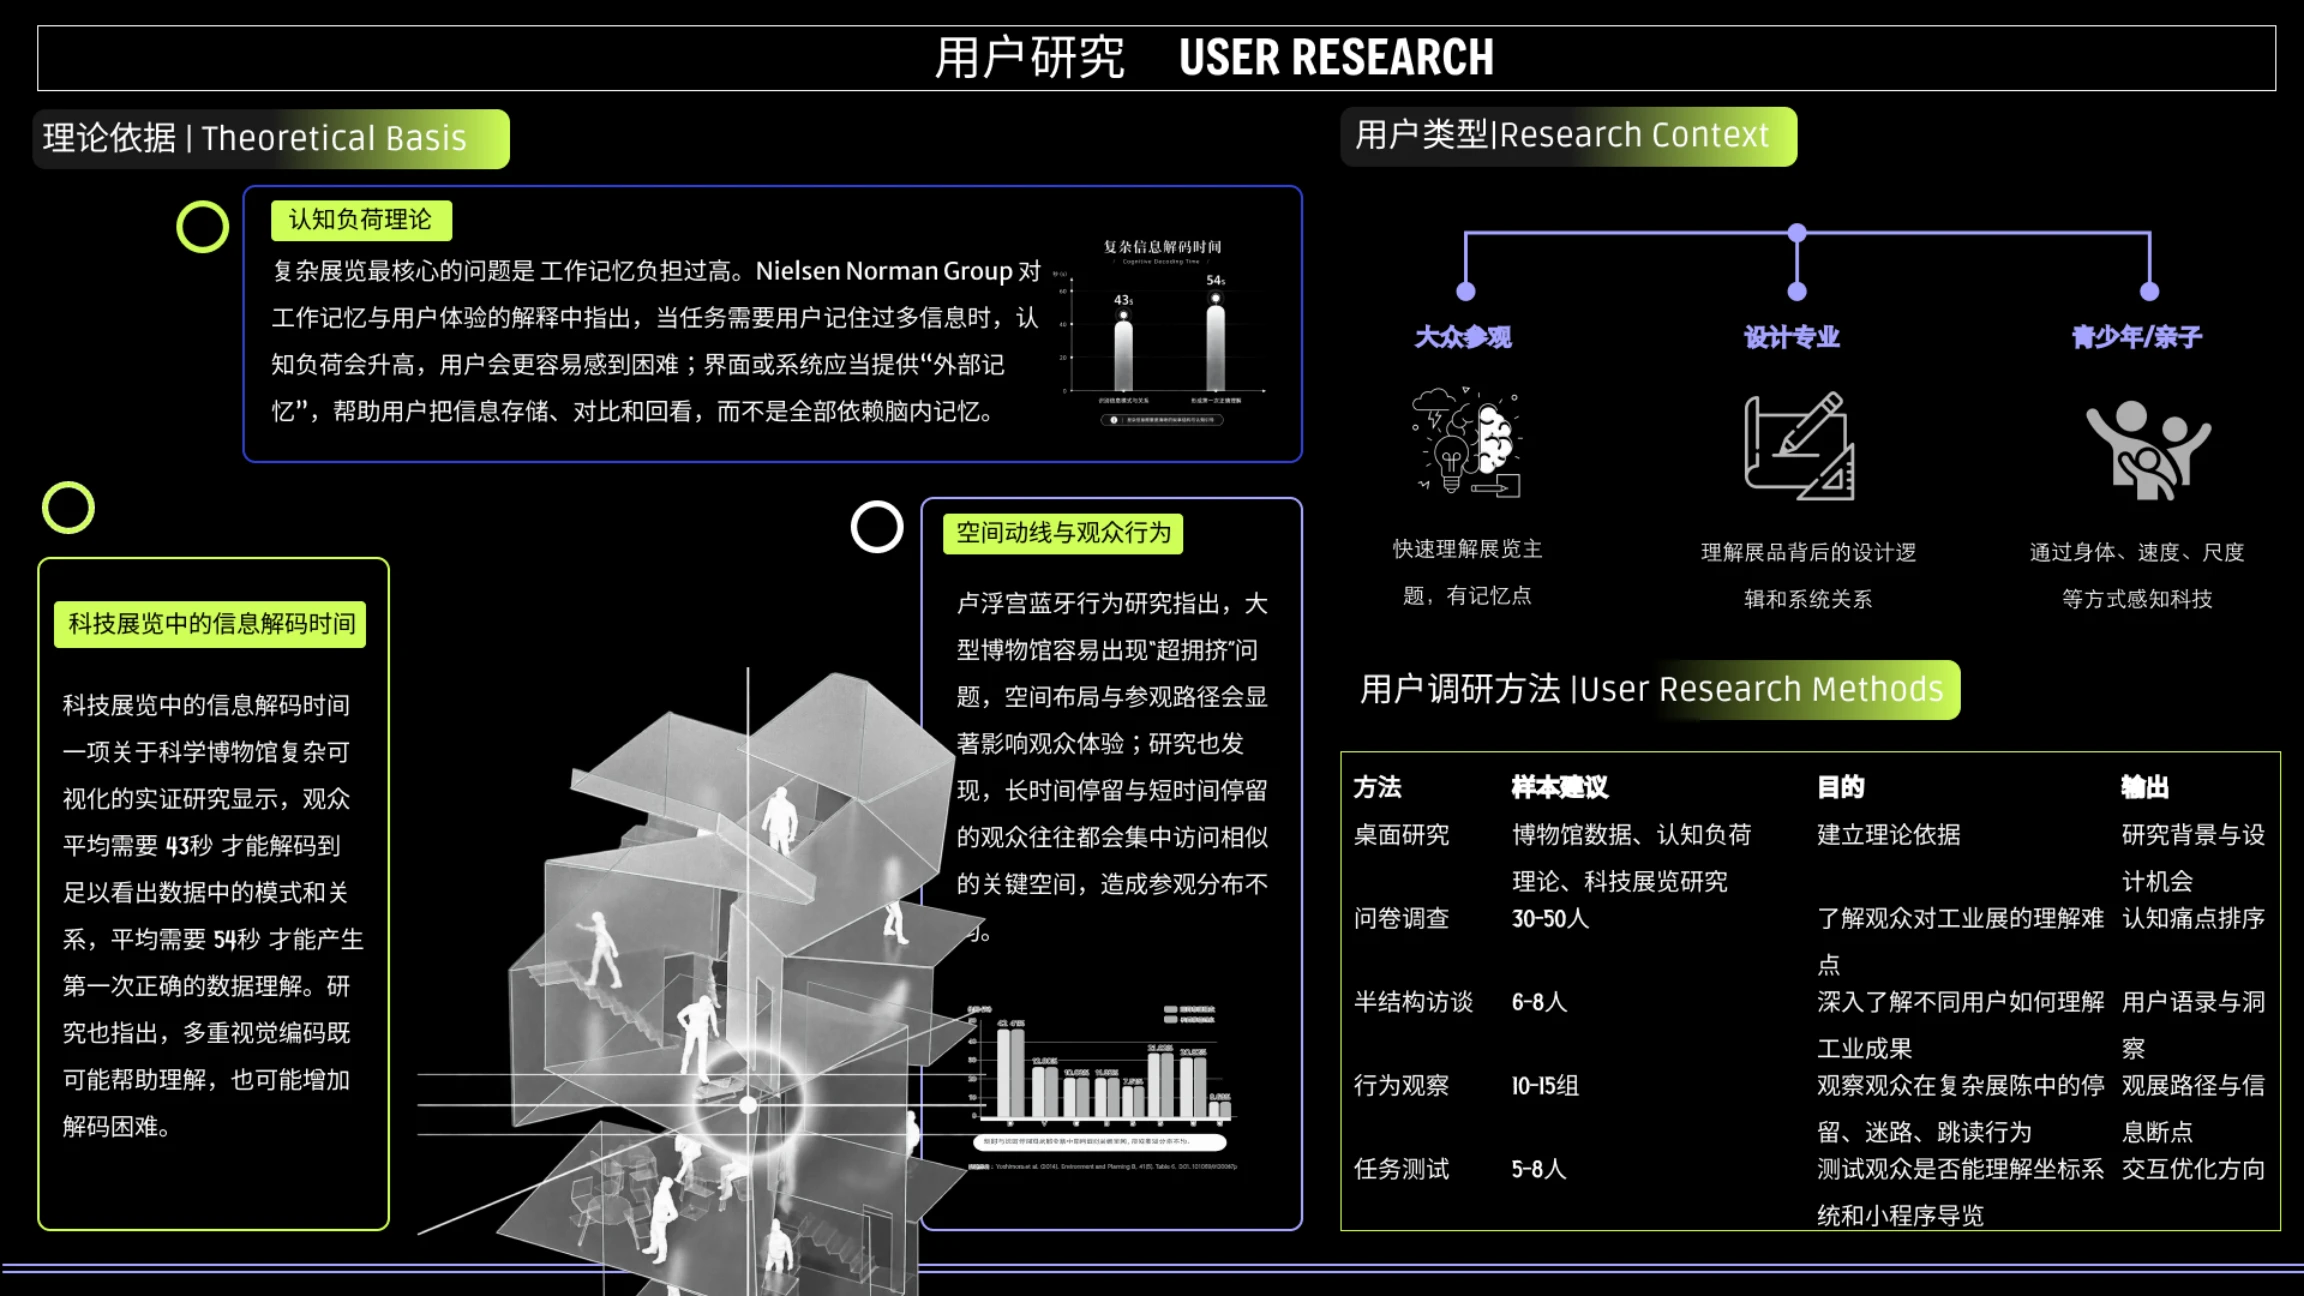 用户研究 USER RESEARCH
理论依据 | Theoretical Basis
认知负荷理论
复杂展览最核心的问题是 工作记忆负担过高。Nielsen Norman Group 对
工作记忆与用户体验的解释中指出，当任务需要用户记住过多信息时，认
知负荷会升高，用户会更容易感到困难；界面或系统应当提供“外部记
忆”，帮助用户把信息存储、对比和回看，而不是全部依赖脑内记忆。
复杂信息解码时间
Cognitive Decoding Time
60
40
20
0
43s
54s
识别信息模式与关系
形成第一次正确理解
科技展览中的信息解码时间
科技展览中的信息解码时间
一项关于科学博物馆复杂可
视化的实证研究显示，观众
平均需要 43秒 才能解码到
足以看出数据中的模式和关
系，平均需要 54秒 才能产生
第一次正确的数据理解。研
究也指出，多重视觉编码既
可能帮助理解，也可能增加
解码困难。
空间动线与观众行为
卢浮宫蓝牙行为研究指出，大
型博物馆容易出现“超拥挤”问
题，空间布局与参观路径会显
著影响观众体验；研究也发
现，长时间停留与短时间停留
的观众往往都会集中访问相似
的关键空间，造成参观分布不
匀。
用户类型|Research Context
大众参观
快速理解展览主
题，有记忆点
设计专业
理解展品背后的设计逻
辑和系统关系
青少年/亲子
通过身体、速度、尺度
等方式感知科技
用户调研方法 |User Research Methods
方法 样本建议 目的 输出
桌面研究 博物馆数据、认知负荷 建立理论依据 研究背景与设
理论、科技展览研究 计机会
问卷调查 30-50人 了解观众对工业展的理解难 认知痛点排序
点
半结构访谈 6-8人 深入了解不同用户如何理解 用户语录与洞
工业成果 察
行为观察 10-15组 观察观众在复杂展陈中的停 观展路径与信
留、迷路、跳读行为 息断点
任务测试 5-8人 测试观众是否能理解坐标系 交互优化方向
统和小程序导览